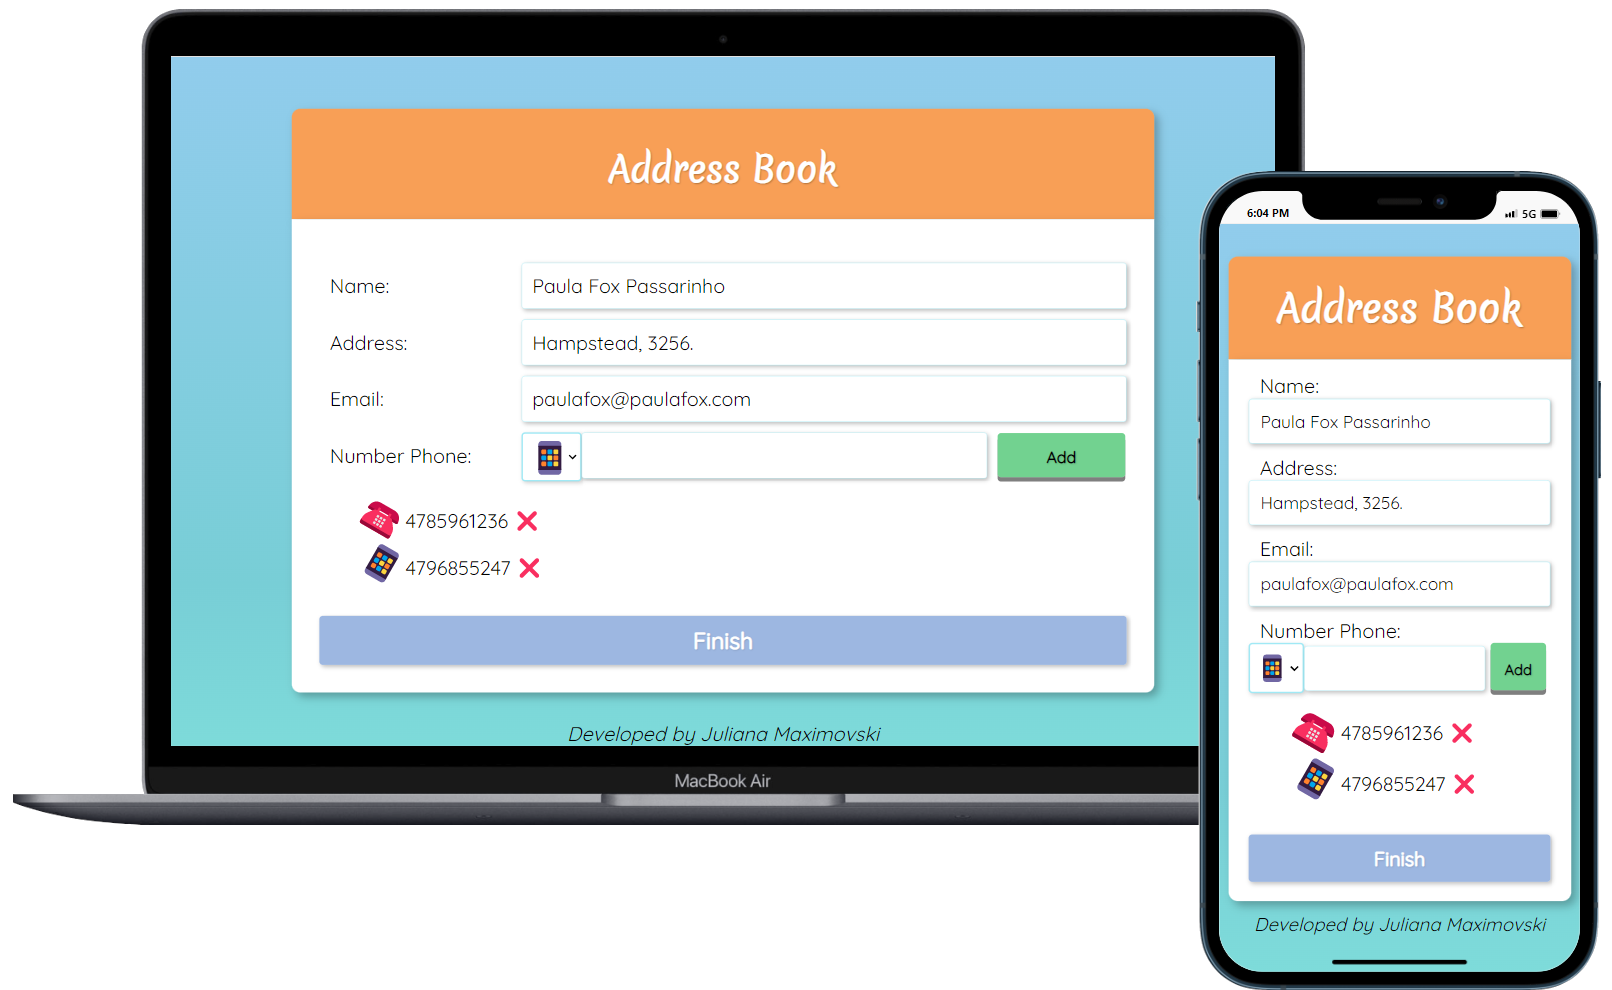 Address Book
Name:
Paula Fox Passarinho
Address:
Hampstead, 3256.
Email:
paulafox@paulafox.com
Number Phone:
Add
4785961236
4796855247
Finish
Developed by Juliana Maximovski
MacBook Air
6:04 PM
5G
Address Book
Name:
Paula Fox Passarinho
Address:
Hampstead, 3256.
Email:
paulafox@paulafox.com
Number Phone:
Add
4785961236
4796855247
Finish
Developed by Juliana Maximovski